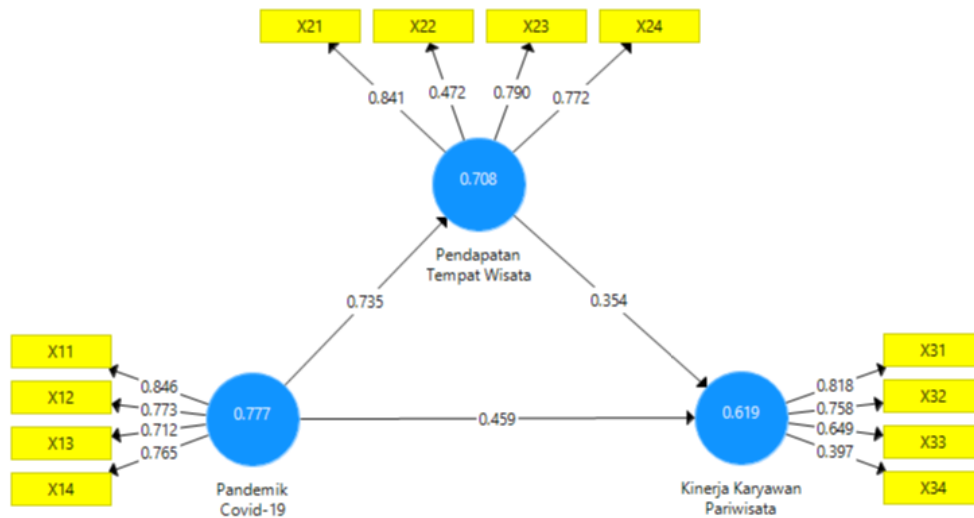 X21
X22
X23
X24
0.841
0.472
0.790
0.772
0.708
Pendapatan
Tempat Wisata
0.735
0.354
X11
X12
X13
X14
0.846
0.773
0.712
0.765
0.777
Pandemik
Covid-19
0.459
0.619
Kinerja Karyawan
Pariwisata
0.818
0.758
0.649
0.397
X31
X32
X33
X34